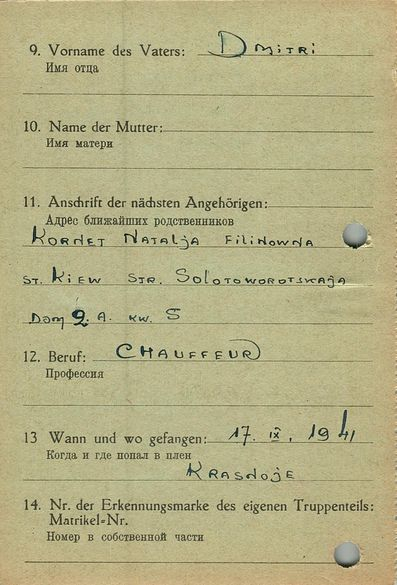 9. Vorname des Vaters: Dmitri
Имя отца
10. Name der Mutter:
Имя матери
11. Anschrift der nächsten Angehörigen:
Адрес ближайших родственников
Kornet Natalja Filinowna
st. Kiew str. Solotoworotskaja
Dom 2. A. kw. 5
12. Beruf: Chauffeur
Профессия
13 Wann und wo gefangen: 17. IX. 1941
Когда и где попал в плен
Krasnoje
14. Nr. der Erkennungsmarke des eigenen Truppenteils:
Matrikel-Nr.
Номер в собственной части